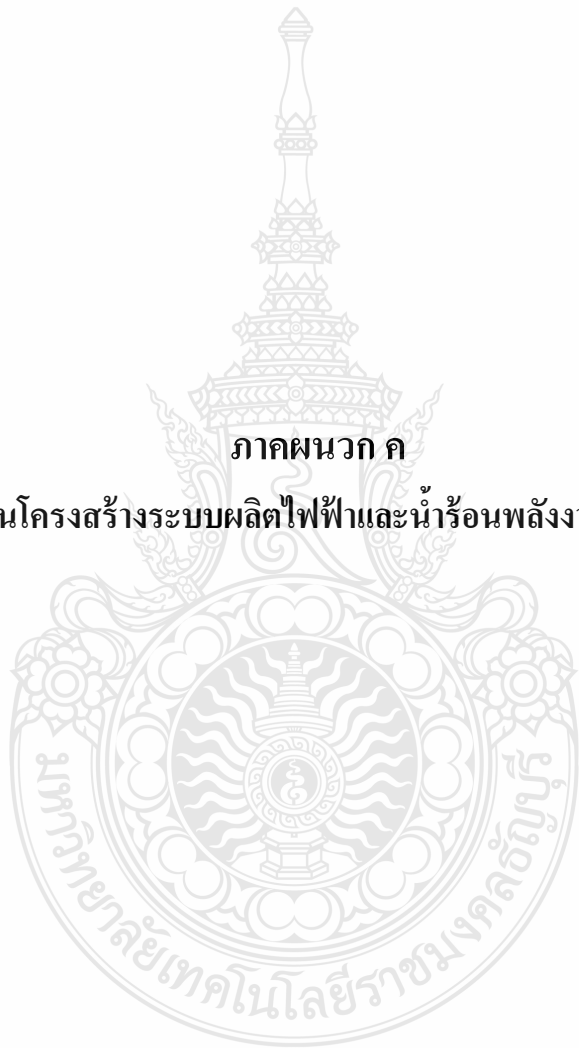 ภาคผนวก ค
นโครงสร้างระบบผลิตไฟฟ้าและน้ำร้อนพลังง
มหาวิทยาลัยเทคโนโลยีราชมงคลธัญบุรี